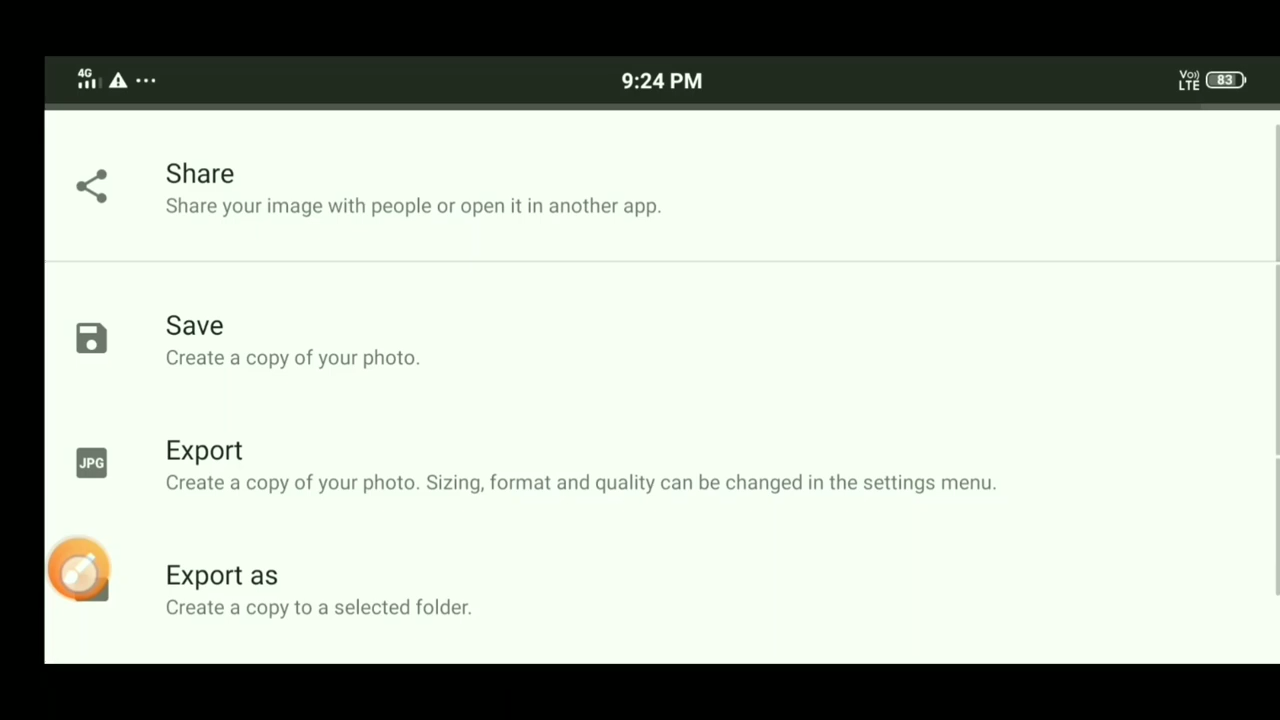 4G 9:24 PM Vo) LTE 83
Share
Share your image with people or open it in another app.
Save
Create a copy of your photo.
JPG Export
Create a copy of your photo. Sizing, format and quality can be changed in the settings menu.
Export as
Create a copy to a selected folder.